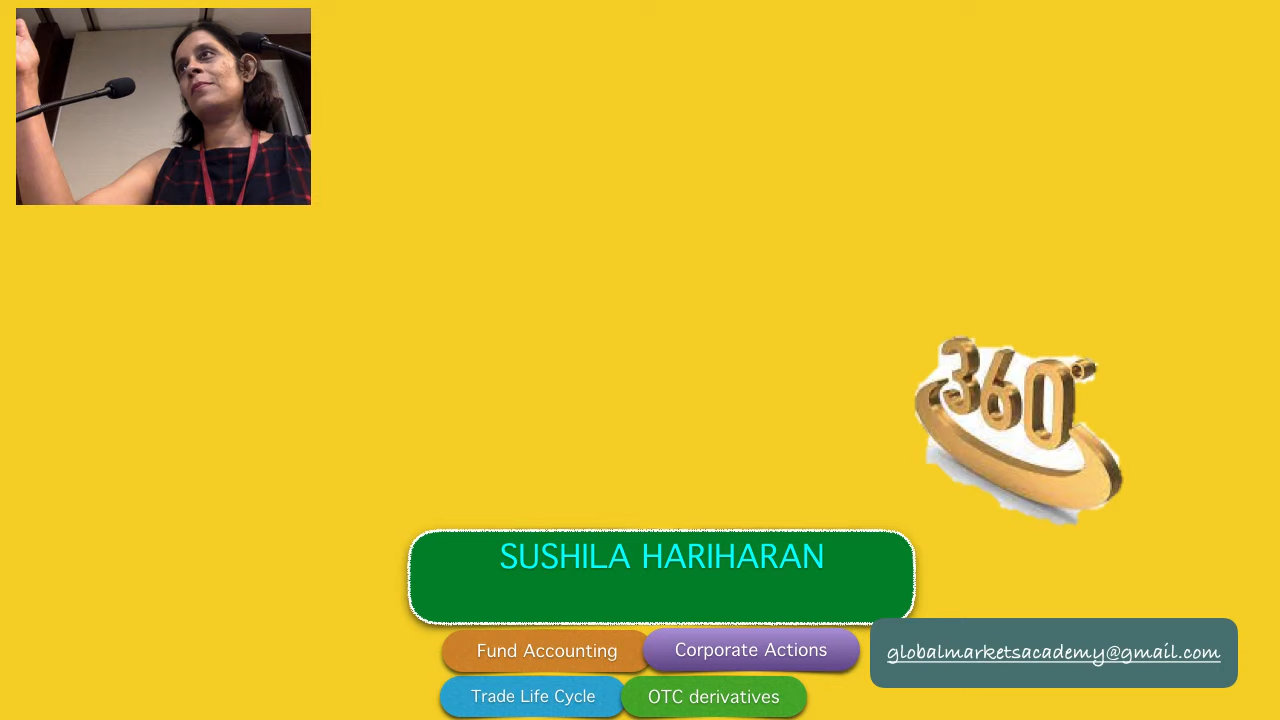 360°
SUSHILA HARIHARAN
Fund Accounting
Corporate Actions
globalmarketsacademy@gmail.com
Trade Life Cycle
OTC derivatives